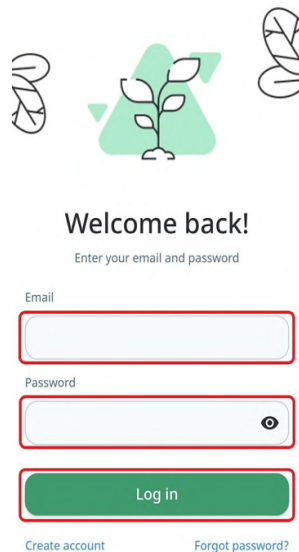 Welcome back!
Enter your email and password
Email
Password
Log in
Create account Forgot password?